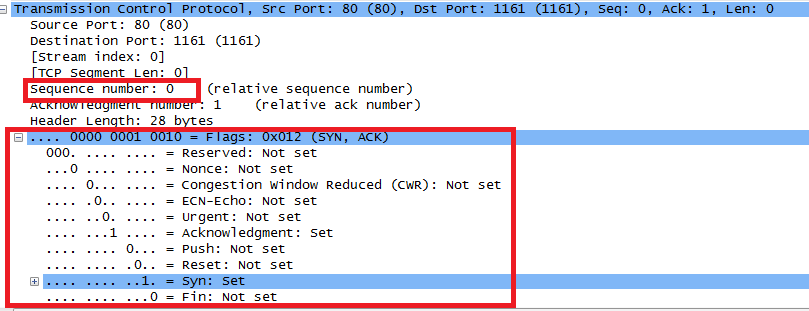 Transmission Control Protocol, Src Port: 80 (80), Dst Port: 1161 (1161), Seq: 0, Ack: 1, Len: 0
Source Port: 80 (80)
Destination Port: 1161 (1161)
[Stream index: 0]
[TCP Segment Len: 0]
Sequence number: 0    (relative sequence number)
Acknowledgment number: 1    (relative ack number)
Header Length: 28 bytes
.... 0000 0001 0010 = Flags: 0x012 (SYN, ACK)
000. .... .... = Reserved: Not set
...0 .... .... = Nonce: Not set
.... 0... .... = Congestion Window Reduced (CWR): Not set
.... .0.. .... = ECN-Echo: Not set
.... ..0. .... = Urgent: Not set
.... ...1 .... = Acknowledgment: Set
.... .... 0... = Push: Not set
.... .... .0.. = Reset: Not set
.... .... ..1. = Syn: Set
.... .... ...0 = Fin: Not set